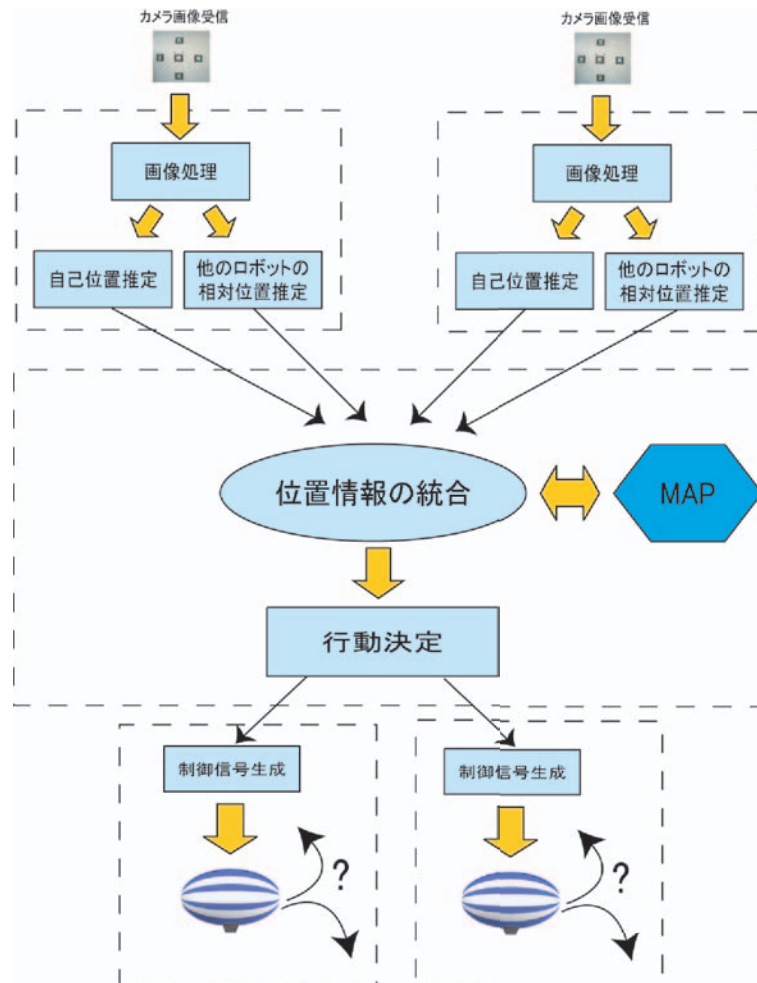 カメラ画像受信
カメラ画像受信
画像処理
画像処理
自己位置推定
他のロボットの
相対位置推定
自己位置推定
他のロボットの
相対位置推定
位置情報の統合
MAP
行動決定
制御信号生成
制御信号生成
?
?